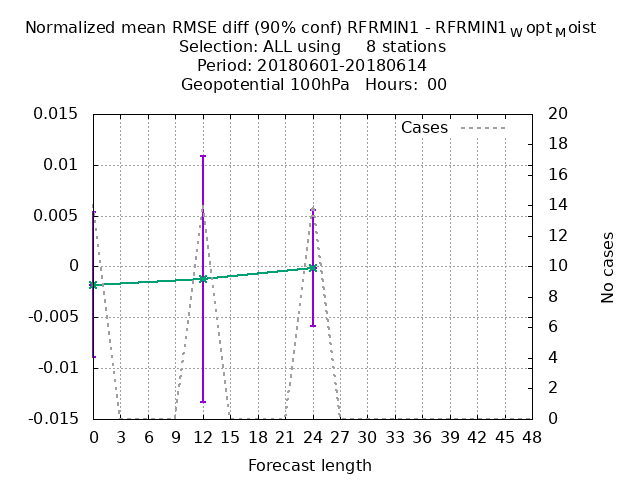 Normalized mean RMSE diff (90% conf) RFRMIN1 - RFRMIN1WoptMoist
Selection: ALL using     8 stations
Period: 20180601-20180614
Geopotential 100hPa   Hours:  00
Cases
0.015
0.01
0.005
0
-0.005
-0.01
-0.015
20
18
16
14
12
10
8
6
4
2
0
No cases
0 3 6 9 12 15 18 21 24 27 30 33 36 39 42 45 48
Forecast length